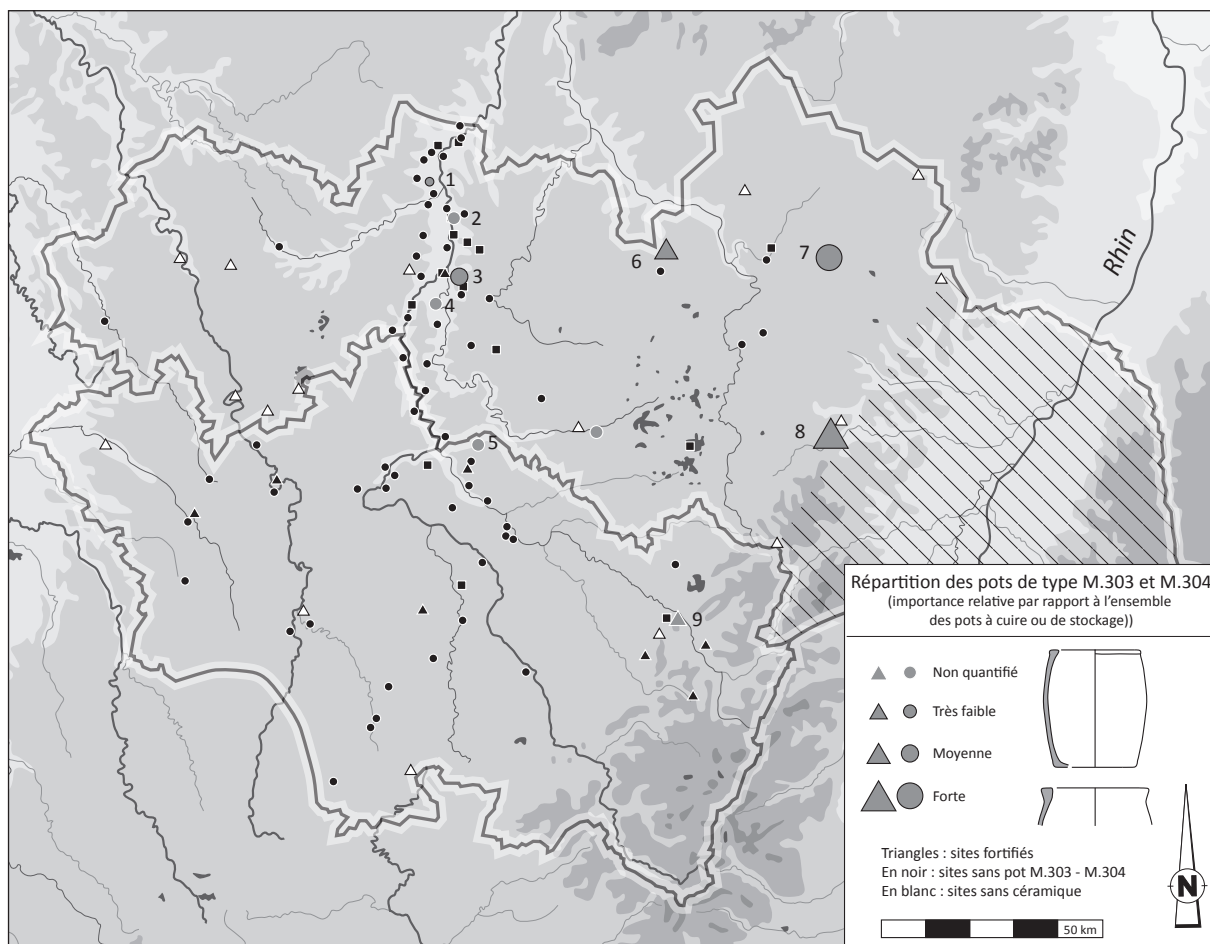 1
2
Rhin
6
7
3
4
5
8
9
Répartition des pots de type M.303 et M.304
(importance relative par rapport à l'ensemble
des pots à cuire ou de stockage))
Non quantifié
Très faible
Moyenne
Forte
Triangles : sites fortifiés
En noir : sites sans pot M.303 - M.304
En blanc : sites sans céramique
N
50 km